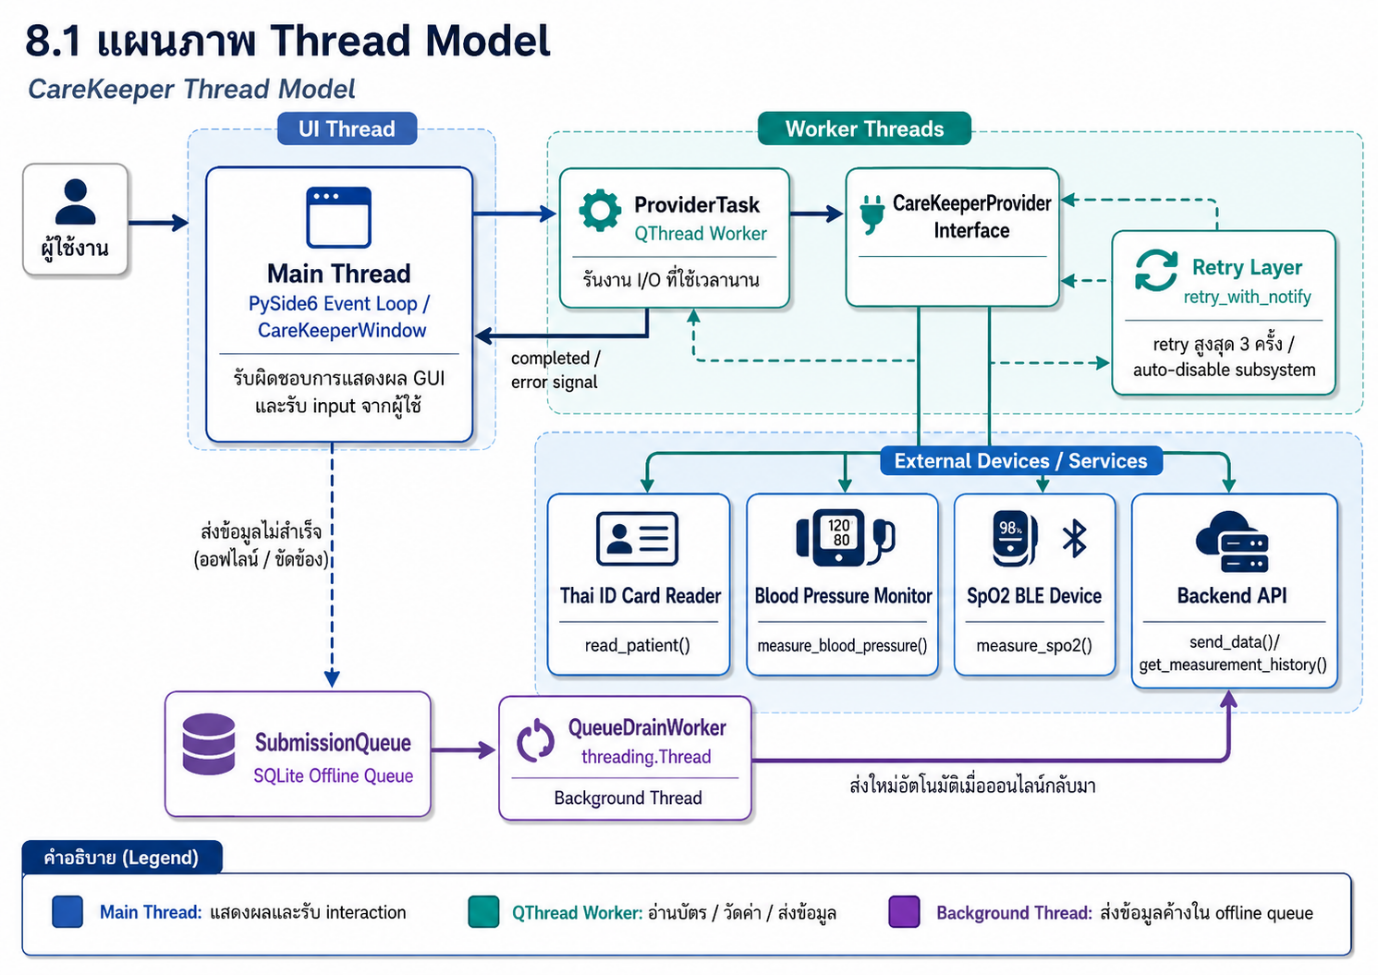 8.1 แผนภาพ Thread Model
CareKeeper Thread Model
UI Thread
Worker Threads
ผู้ใช้งาน
Main Thread
PySide6 Event Loop /
CareKeeperWindow
รับผิดชอบการแสดงผล GUI
และรับ input จากผู้ใช้
ProviderTask
QThread Worker
รันงาน I/O ที่ใช้เวลานาน
CareKeeperProvider
Interface
Retry Layer
retry_with_notify
retry สูงสุด 3 ครั้ง /
auto-disable subsystem
completed /
error signal
External Devices / Services
Thai ID Card Reader
read_patient()
120
80
Blood Pressure Monitor
measure_blood_pressure()
98%
SpO2 BLE Device
measure_spo2()
Backend API
send_data()/
get_measurement_history()
ส่งข้อมูลไม่สำเร็จ
(ออฟไลน์ / ขัดข้อง)
SubmissionQueue
SQLite Offline Queue
QueueDrainWorker
threading.Thread
Background Thread
ส่งใหม่อัตโนมัติเมื่อออนไลน์กลับมา
คำอธิบาย (Legend)
Main Thread: แสดงผลและรับ interaction
QThread Worker: อ่านบัตร / วัดค่า / ส่งข้อมูล
Background Thread: ส่งข้อมูลค้างใน offline queue